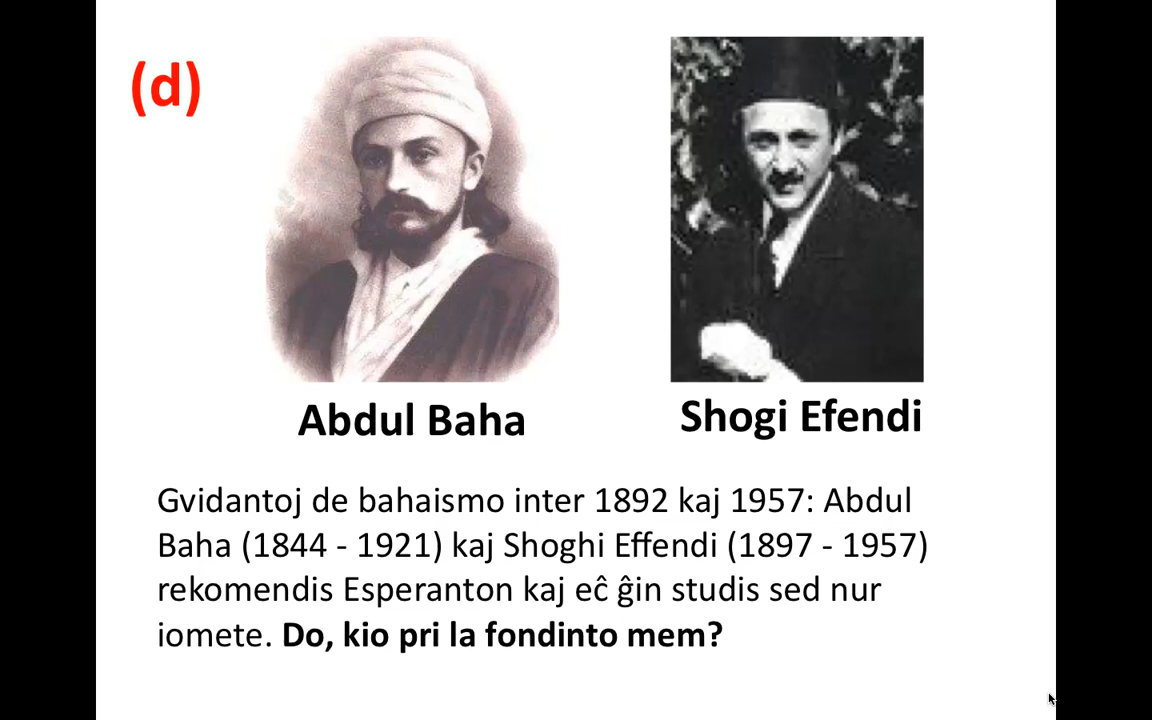 (d)
Abdul Baha
Shogi Efendi
Gvidantoj de bahaismo inter 1892 kaj 1957: Abdul
Baha (1844 - 1921) kaj Shoghi Effendi (1897 - 1957)
rekomendis Esperanton kaj eĉ ĝin studis sed nur
iomete. Do, kio pri la fondinto mem?